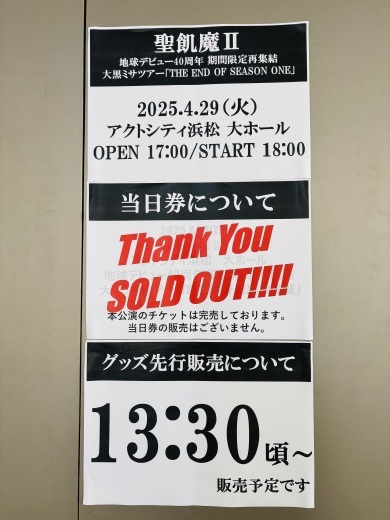 聖飢魔Ⅱ
地球デビュー40周年 期間限定再集結
大黒ミサツアー「THE END OF SEASON ONE」
2025.4.29(火)
アクトシティ浜松 大ホール
OPEN 17:00/START 18:00
当日券について
Thank You
SOLD OUT!!!!
本公演のチケットは完売しております。
当日券の販売はございません。
グッズ先行販売について
13:30頃~
販売予定です